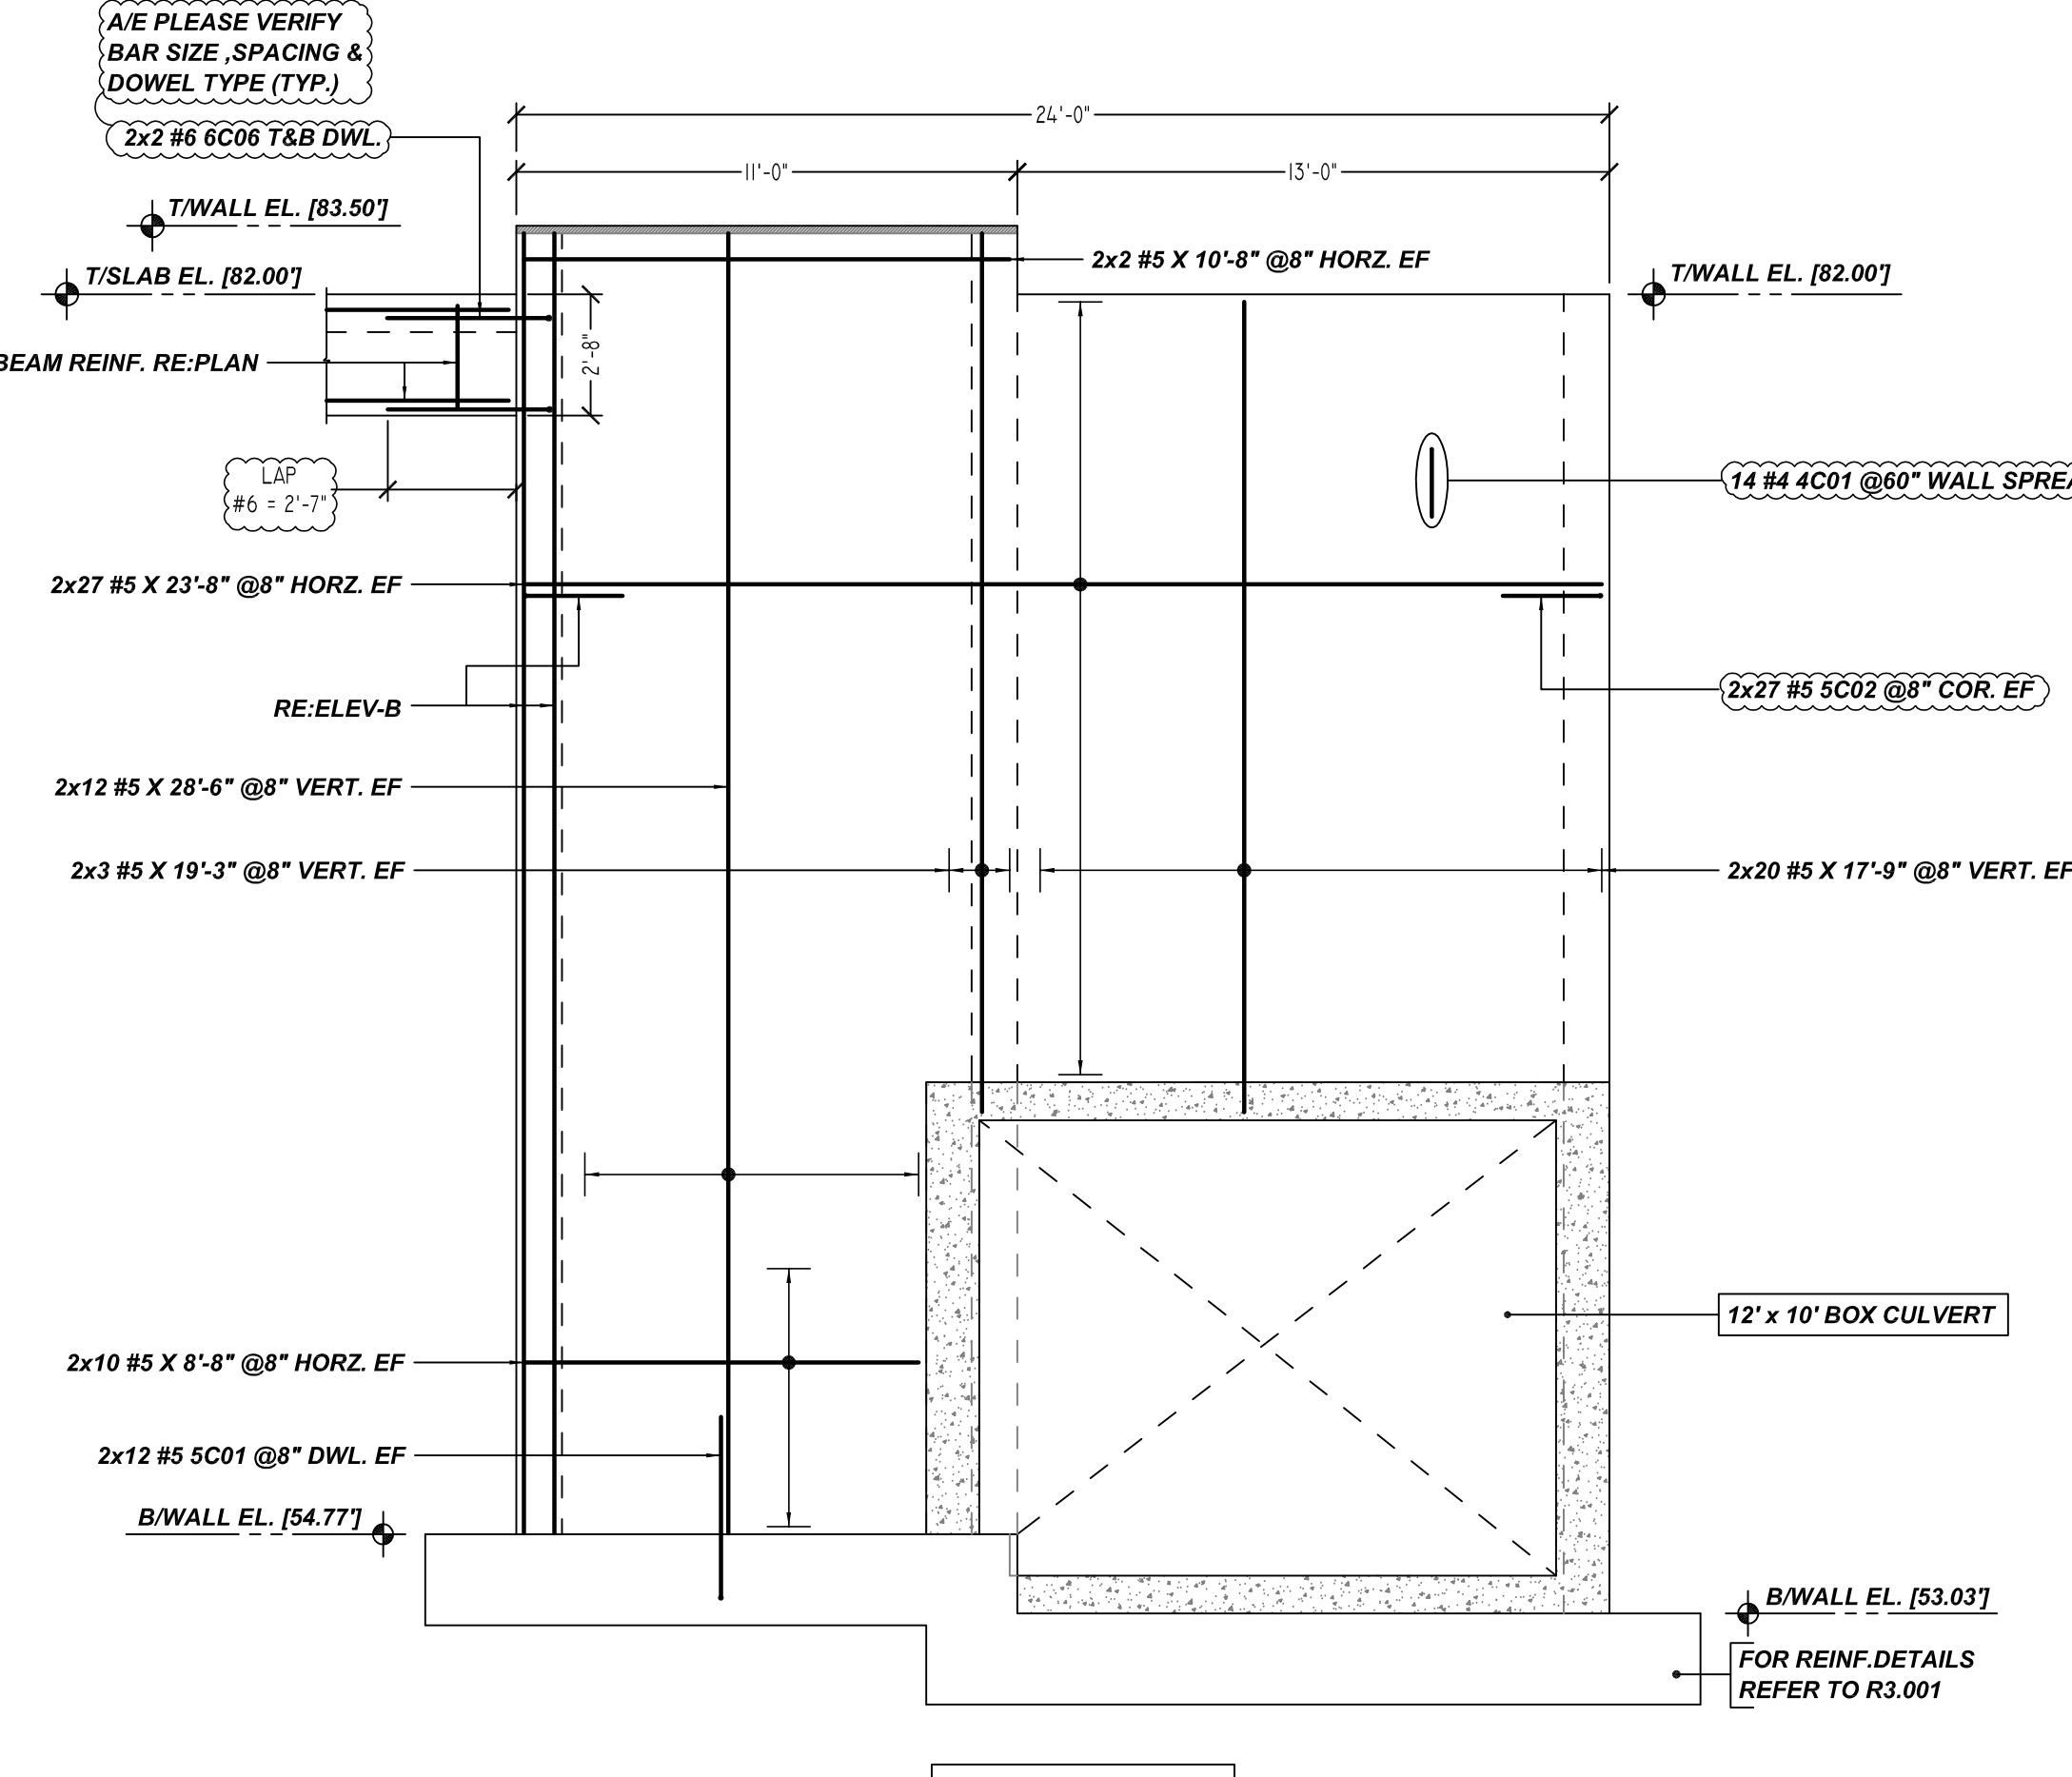 A/E PLEASE VERIFY
BAR SIZE ,SPACING &
DOWEL TYPE (TYP.)
2x2 #6 6C06 T&B DWL.
24'-0"
11'-0"
13'-0"
T/WALL EL. [83.50']
2x2 #5 X 10'-8" @8" HORZ. EF
T/SLAB EL. [82.00']
T/WALL EL. [82.00']
2'-8"
BEAM REINF. RE:PLAN
LAP
#6 = 2'-7"
14 #4 4C01 @60" WALL
2x27 #5 X 23'-8" @8" HORZ. EF
2x27 #5 5C02 @8" COR. EF
RE:ELEV-B
2x12 #5 X 28'-6" @8" VERT. EF
2x3 #5 X 19'-3" @8" VERT. EF
2x20 #5 X 17'-9" @8" VERT. EF
12' x 10' BOX CULVERT
2x10 #5 X 8'-8" @8" HORZ. EF
2x12 #5 5C01 @8" DWL. EF
B/WALL EL. [54.77']
B/WALL EL. [53.03']
FOR REINF.DETAILS
REFER TO R3.001